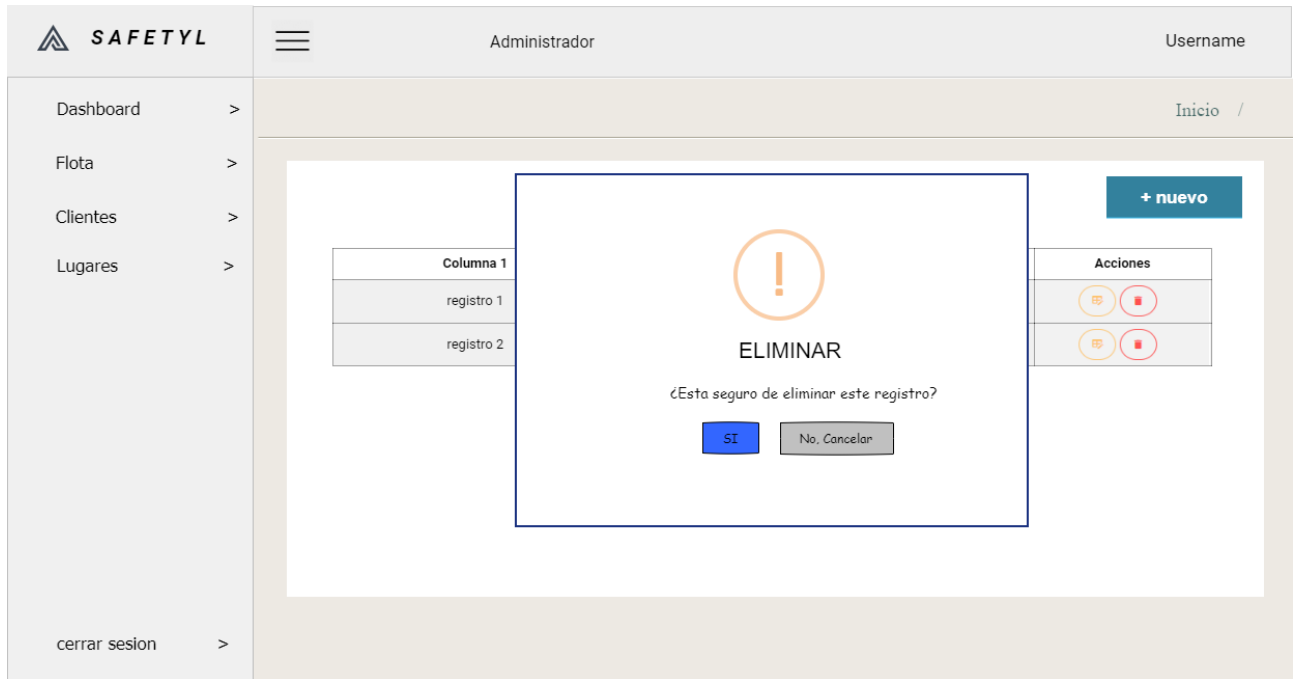 SAFETYL
Administrador
Username
Dashboard >
Inicio /
Flota >
Clientes >
Lugares >
+ nuevo
Columna 1
Acciones
registro 1
registro 2
!
ELIMINAR
¿Esta seguro de eliminar este registro?
SI
No, Cancelar
cerrar sesion >